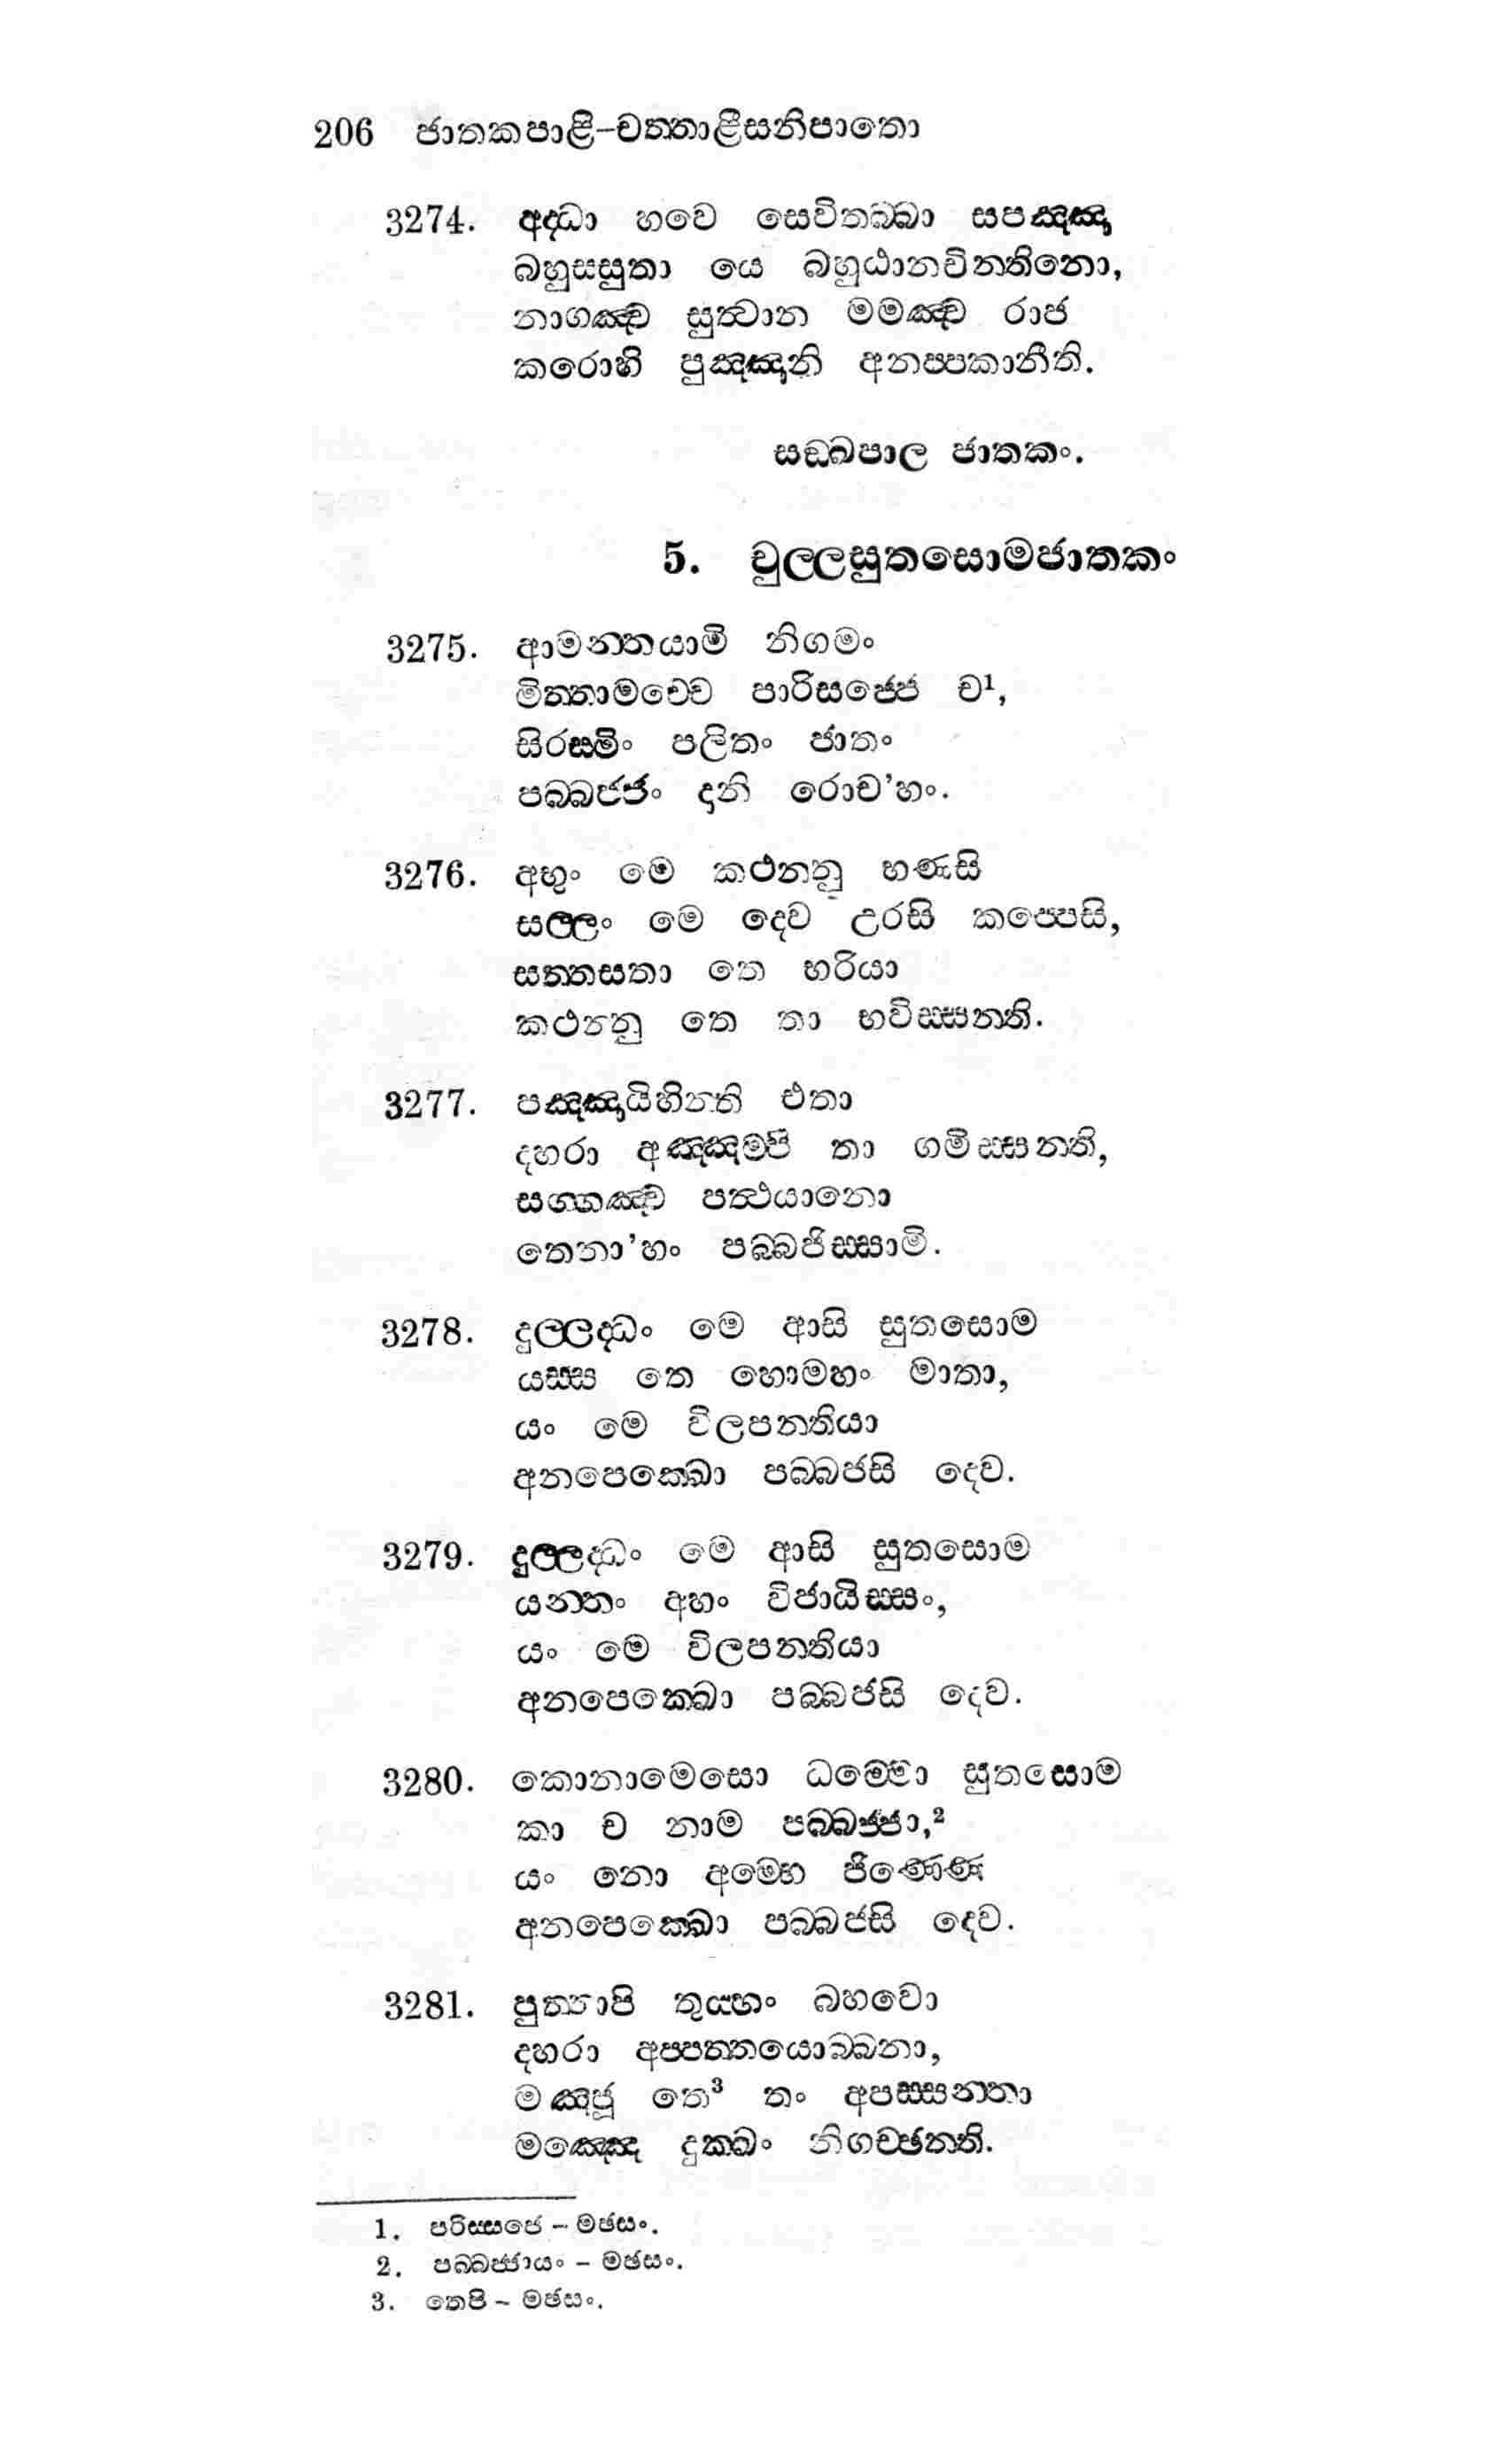 206 ජාතකපාළි–චත්තාළීසනිපාතො
3274. අද්ධා හවෙ සෙවිතබ්බා සපඤ්ඤා
බහුස්සුතා යෙ බහුඨානචින්තිනො,
නාගඤ්ච සුත්වාන මමඤ්ච රාජ
කරොහි පුඤ්ඤානි අනප්පකානීති.
සඞ්ඛපාල ජාතකං.
5. චුල්ලසුතසොමජාතකං
3275. ආමන්තයාමි නිගමං
මිත්තාමච්චෙ පාරිසජ්ජෙ ච¹,
සිරස්මිං පලිතං ජාතං
පබ්බජ්ජං දානි රොච'හං.
3276. අභුං මෙ කථන්නු භණසි
සල්ලං මෙ දෙව උරසි කප්පෙසි,
සත්තසතා තෙ භරියා
කථන්නු තෙ තා භවිස්සන්ති.
3277. පඤ්ඤායිහින්ති එතා
දහරා අඤ්ඤම්පි තා ගමිස්සන්ති,
සග්ගඤ්ච පත්ථයානො
තෙනා'හං පබ්බජිස්සාමි.
3278. දුල්ලද්ධං මෙ ආසි සුතසොම
යස්ස තෙ හොමහං මාතා,
යං මෙ විලපන්තියා
අනපෙක්ඛො පබ්බජසි දෙව.
3279. දුල්ලද්ධං මෙ ආසි සුතසොම
යන්තං අහං විජායිස්සං,
යං මෙ විලපන්තියා
අනපෙක්ඛො පබ්බජසි දෙව.
3280. කොනාමෙසො ධම්මො සුතසොම
කා ච නාම පබ්බජ්ජා,²
යං නො අම්හෙ ජිණ්ණෙ
අනපෙක්ඛො පබ්බජසි දෙව.
3281. පුත්තාපි තුය්හං බහවො
දහරා අප්පත්තයොබ්බනා,
මඤ්ජූ තෙ³ තං අපස්සන්තා
මඤ්ඤෙ දුක්ඛං නිගච්ඡන්ති.
1. පරිස්සජෙ – මඡසං.
2. පබ්බජ්ජායං – මඡසං.
3. තෙපි – මඡසං.